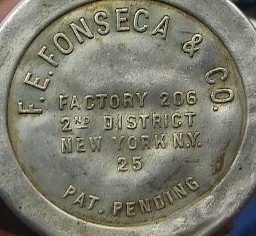 F. E. FONSECA & CO.
FACTORY 206
2ND DISTRICT
NEW YORK N.Y.
25
PAT. PENDING